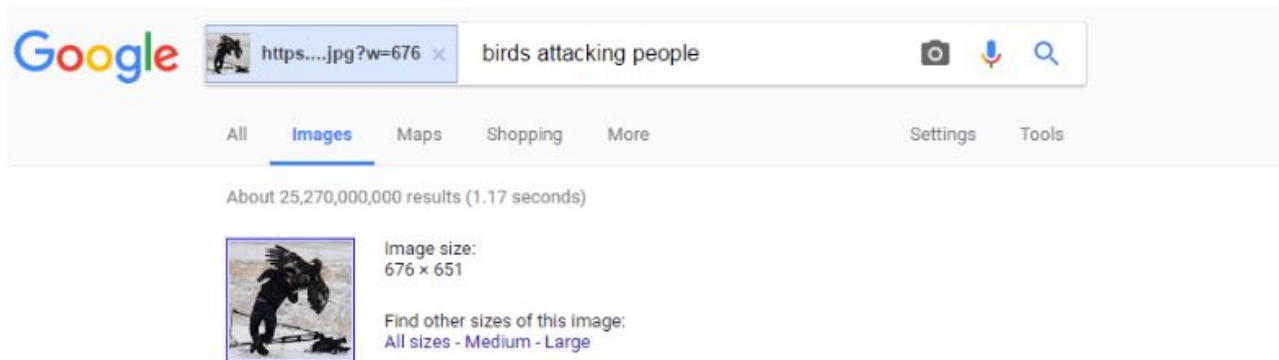 Google https....jpg?w=676 × birds attacking people
All Images Maps Shopping More Settings Tools
About 25,270,000,000 results (1.17 seconds)
Image size:
676 × 651
Find other sizes of this image:
All sizes - Medium - Large